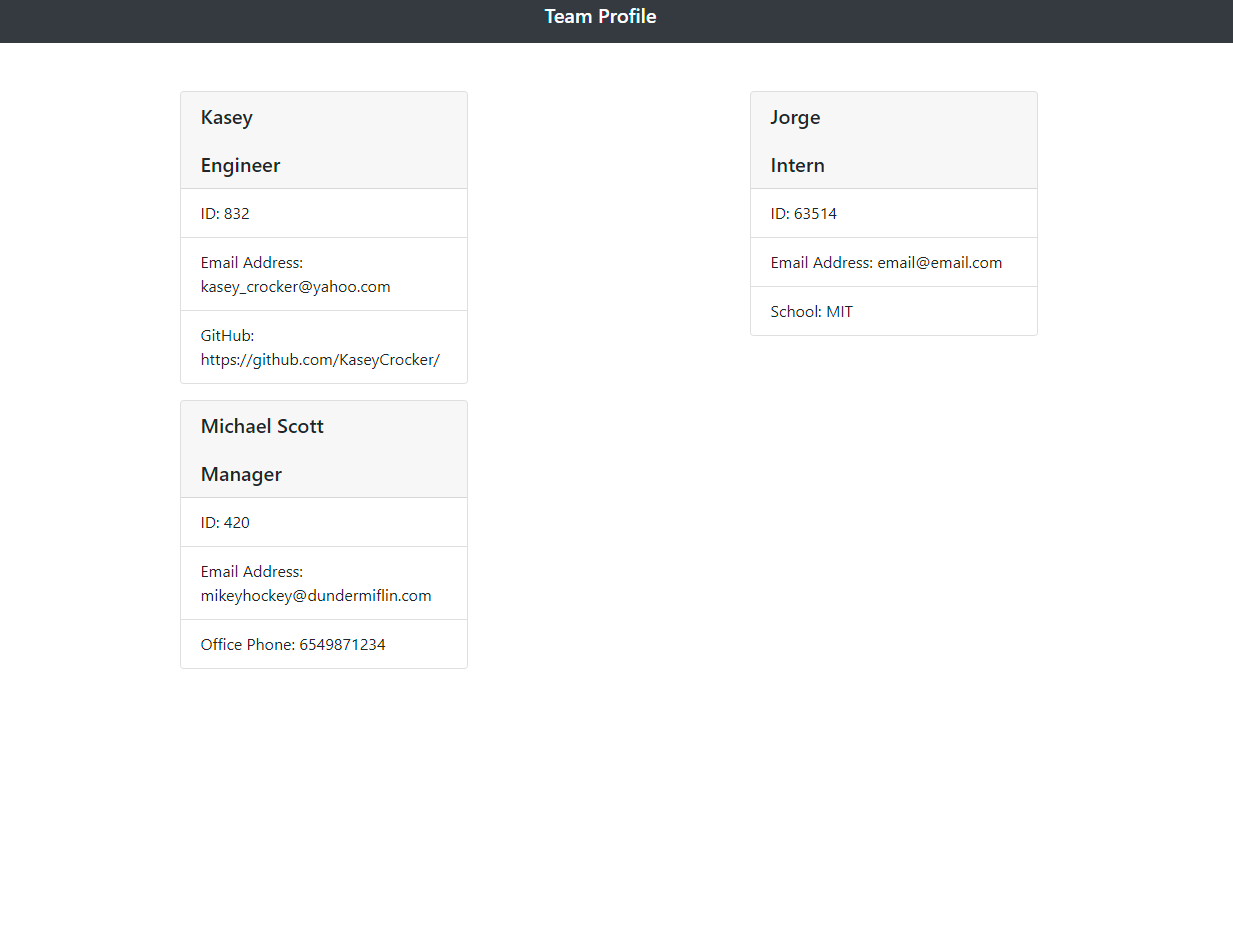 Team Profile
Kasey
Engineer
ID: 832
Email Address:
kasey_crocker@yahoo.com
GitHub:
https://github.com/KaseyCrocker/
Jorge
Intern
ID: 63514
Email Address: email@email.com
School: MIT
Michael Scott
Manager
ID: 420
Email Address:
mikeyhockey@dundermiflin.com
Office Phone: 6549871234